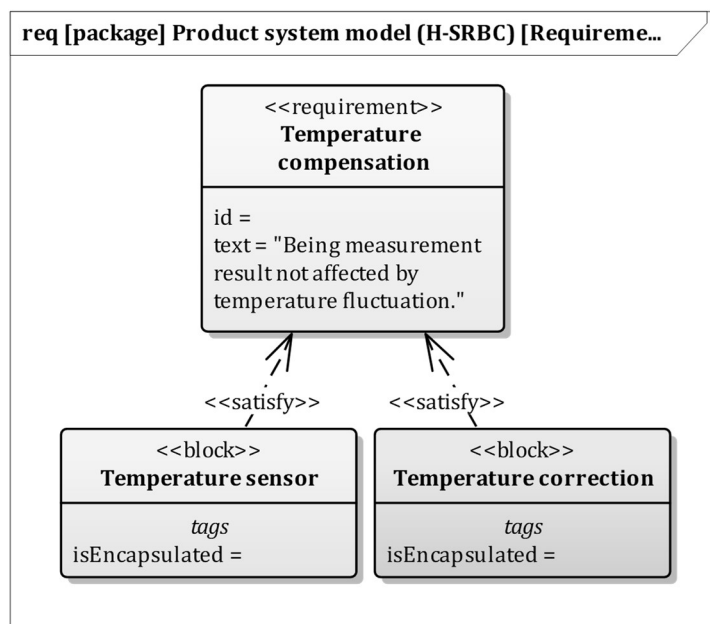 req [package] Product system model (H-SRBC) [Requireme...
<<requirement>>
Temperature
compensation
id =
text = "Being measurement
result not affected by
temperature fluctuation."
<<satisfy>>
<<satisfy>>
<<block>>
Temperature sensor
tags
isEncapsulated =
<<block>>
Temperature correction
tags
isEncapsulated =